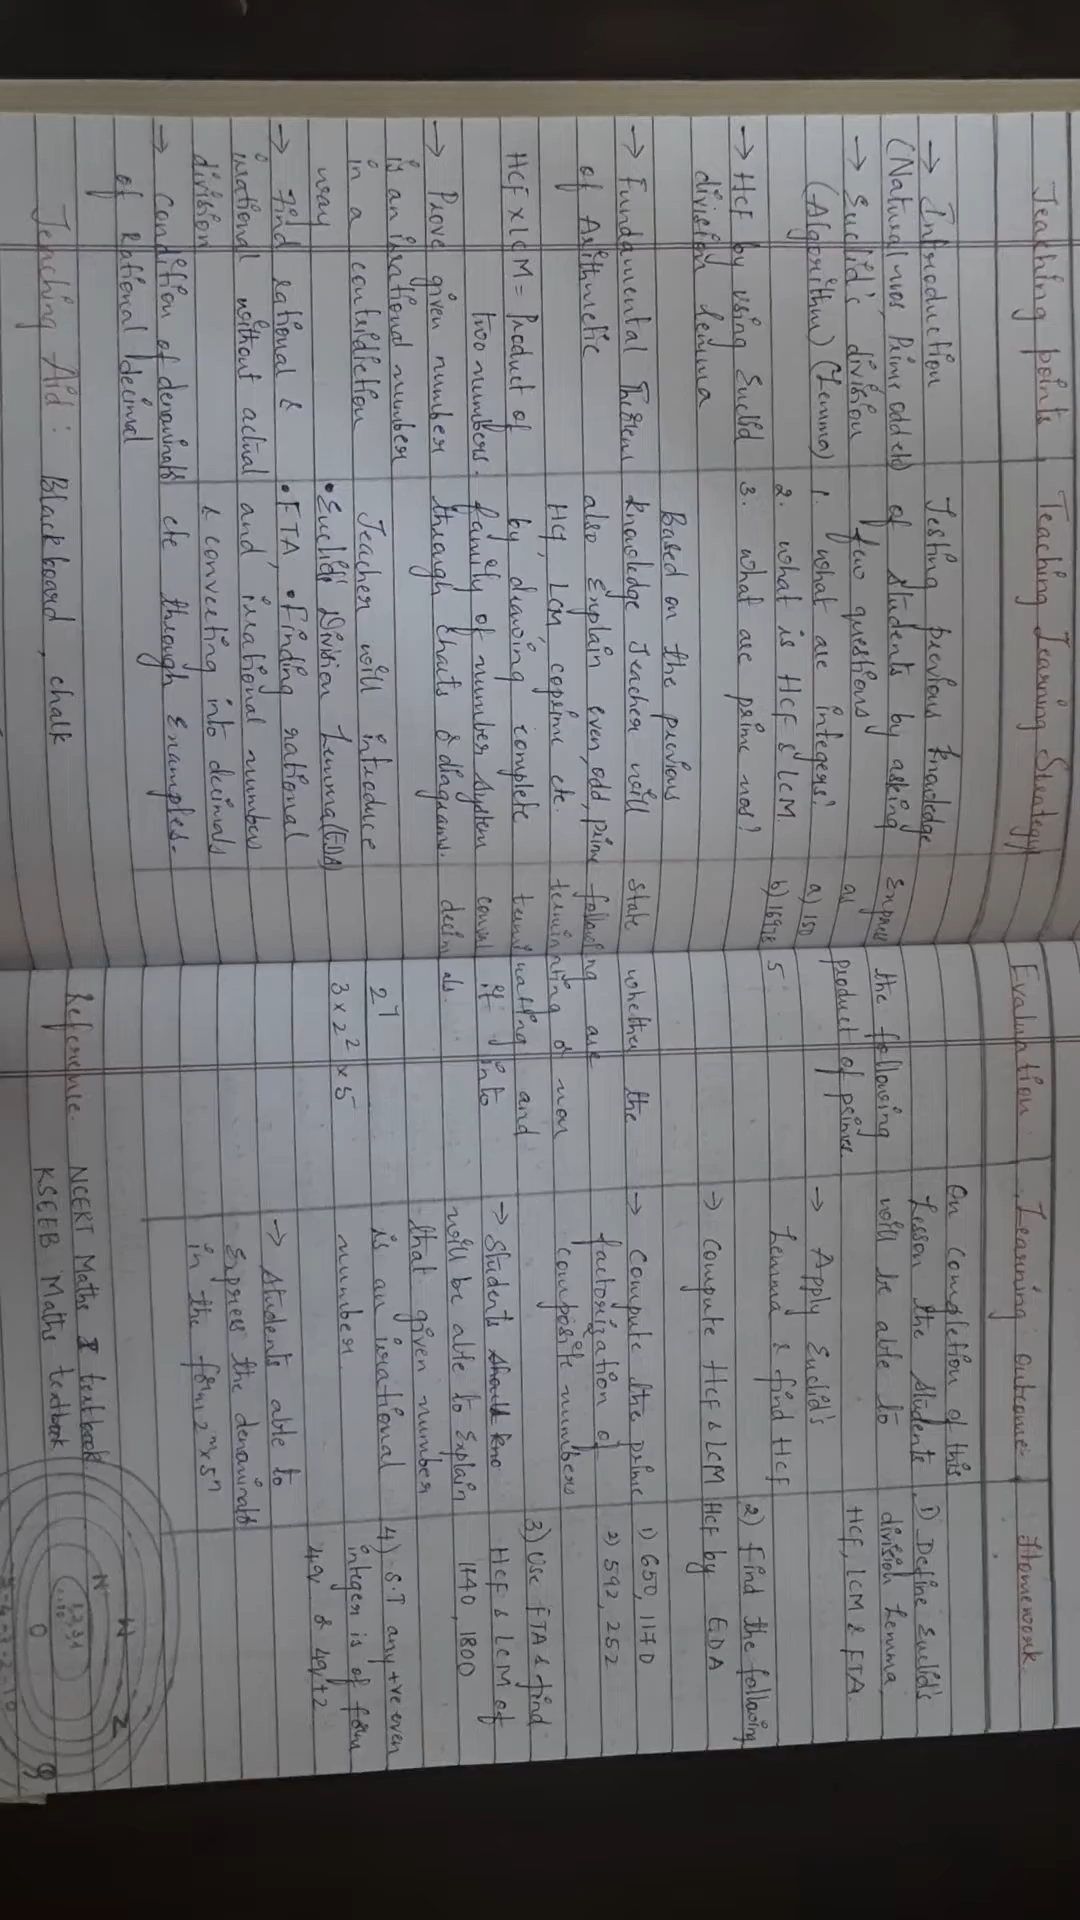 Teaching points
→ Introduction
(Natural nos Prime, odd etc)
→ Euclid's division
(Algorithm) (Lemma)
→ HCF by using Euclid
division lemma
→ Fundamental Theorem
of Arithmetic
HCF x LCM = Product of
two numbers.
→ Prove given number
is an irrational number
in a contridiction
way
→ Find rational &
irrational without actual
division
→ Condition of denominator
of Rational decimal
Teaching Learning Strategy
Testing previous knowledge
of students by asking
few questions
1. What are integers?
2. What is HCF & LCM.
3. What are prime nos?
Based on the previous
knowledge Teacher will
also Explain even, odd, prime
HCF, LCM coprime etc.
by drawing complete
family of number system
through charts & diagrams.
Teacher will introduce
• Euclid's Division Lemma (EDA)
• FTA, • Finding rational
and, irrational numbers
& converting into decimals
etc through Examples.
Evaluation
Express the following
as product of primes
a) 150
b) 16978 5
State whether the
following are
terminating & non
terminating and
convert it into
decimals.
27
3 x 2² x 5
Learning outcome
On completion of this
Lesson the students
will be able to
→ Apply Euclid's
Lemma & find HCF
→ Compute HCF & LCM
→ Compute the prime
factorization of
composite numbers
→ Students
will be able to Explain
that given number
is an irrational
number
→ Students able to
Express the denominator
in the form 2ⁿ x 5ⁿ
Homework
1) Define Euclid's
division Lemma,
HCF, LCM & FTA.
2) Find the following
HCF by EDA
1) 650, 1170
2) 592, 252
3) Use FTA & find
HCF & LCM of
1140, 1800
4) S.T any +ve even
integer is of form
4q & 4q+2
Teaching Aid: Blackboard, chalk
Reference. NCERT Maths textbook
KSEEB Maths textbook
N
W
Z
0